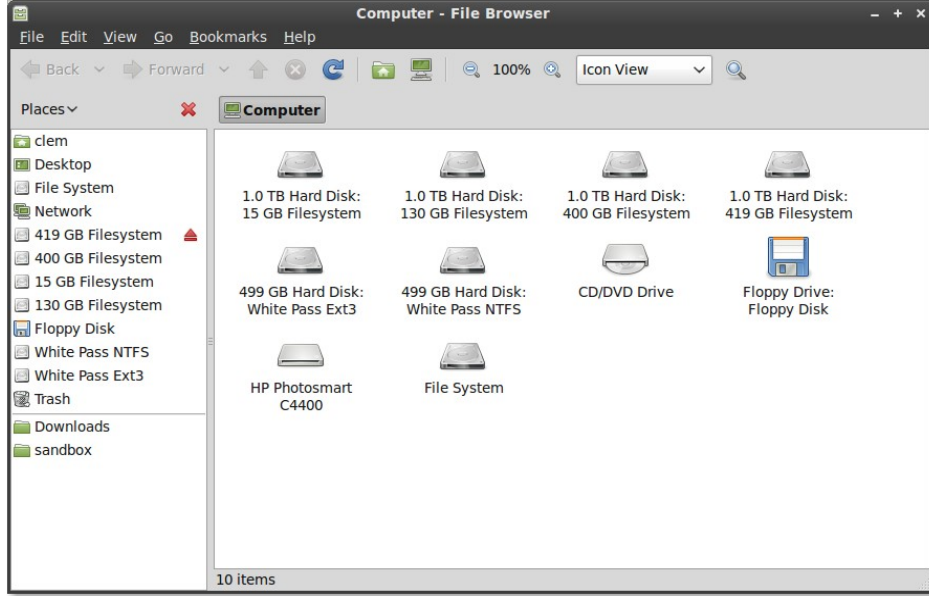 Computer - File Browser
File Edit View Go Bookmarks Help
Back Forward 100% Icon View
Places
Computer
clem
Desktop
File System
Network
419 GB Filesystem
400 GB Filesystem
15 GB Filesystem
130 GB Filesystem
Floppy Disk
White Pass NTFS
White Pass Ext3
Trash
Downloads
sandbox
1.0 TB Hard Disk:
15 GB Filesystem
1.0 TB Hard Disk:
130 GB Filesystem
1.0 TB Hard Disk:
400 GB Filesystem
1.0 TB Hard Disk:
419 GB Filesystem
499 GB Hard Disk:
White Pass Ext3
499 GB Hard Disk:
White Pass NTFS
CD/DVD Drive
Floppy Drive:
Floppy Disk
HP Photosmart
C4400
File System
10 items